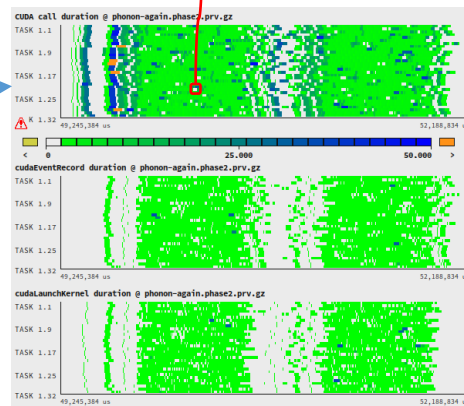 CUDA call duration @ phonon-again.phase2.prv.gz
TASK 1.1
TASK 1.9
TASK 1.17
TASK 1.25
K 1.32
49,245,384 us 52,188,834 u
< 0 25.000 50.000 >
cudaEventRecord duration @ phonon-again.phase2.prv.gz
TASK 1.1
TASK 1.9
TASK 1.17
TASK 1.25
TASK 1.32
49,245,384 us 52,188,834 u
cudaLaunchKernel duration @ phonon-again.phase2.prv.gz
TASK 1.1
TASK 1.9
TASK 1.17
TASK 1.25
TASK 1.32
49,245,384 us 52,188,834 u